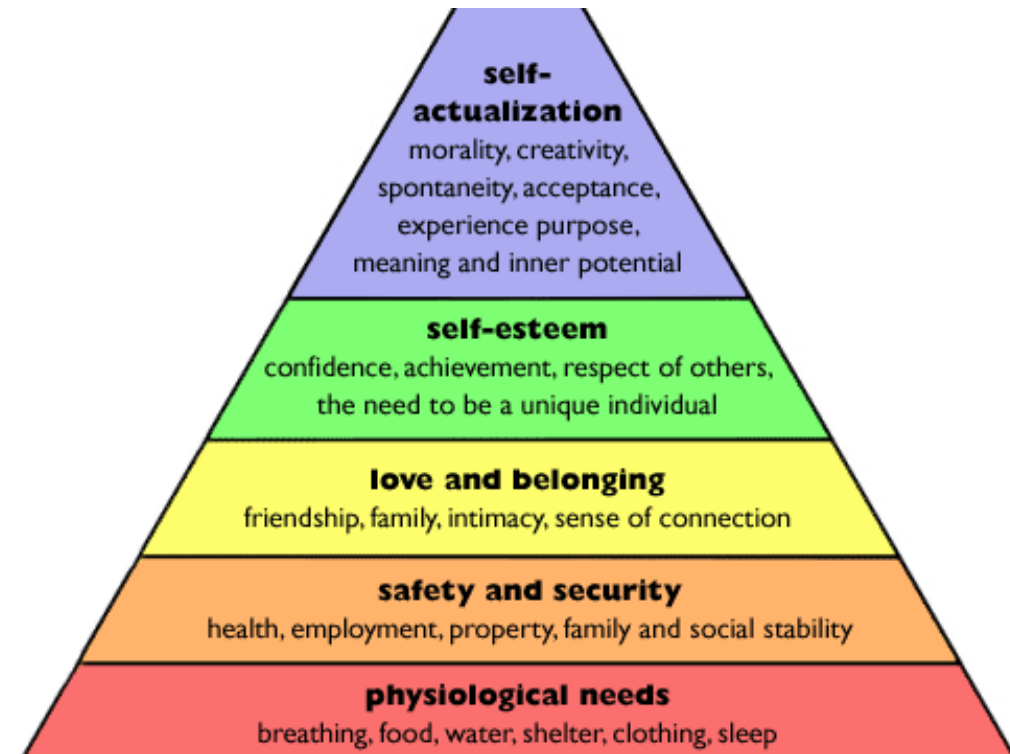 self-
actualization
morality, creativity,
spontaneity, acceptance,
experience purpose,
meaning and inner potential
self-esteem
confidence, achievement, respect of others,
the need to be a unique individual
love and belonging
friendship, family, intimacy, sense of connection
safety and security
health, employment, property, family and social stability
physiological needs
breathing, food, water, shelter, clothing, sleep